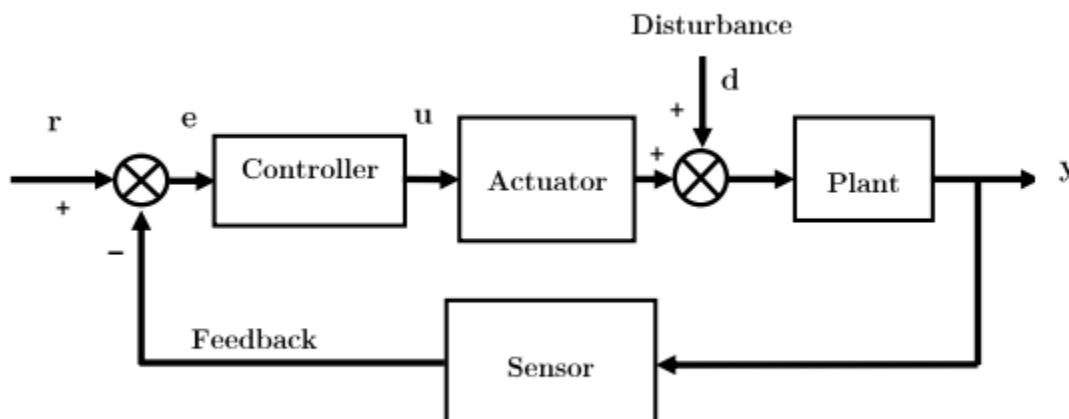 Disturbance
d
r
e
u
+
+
Controller
Actuator
Plant
y
+
−
Feedback
Sensor